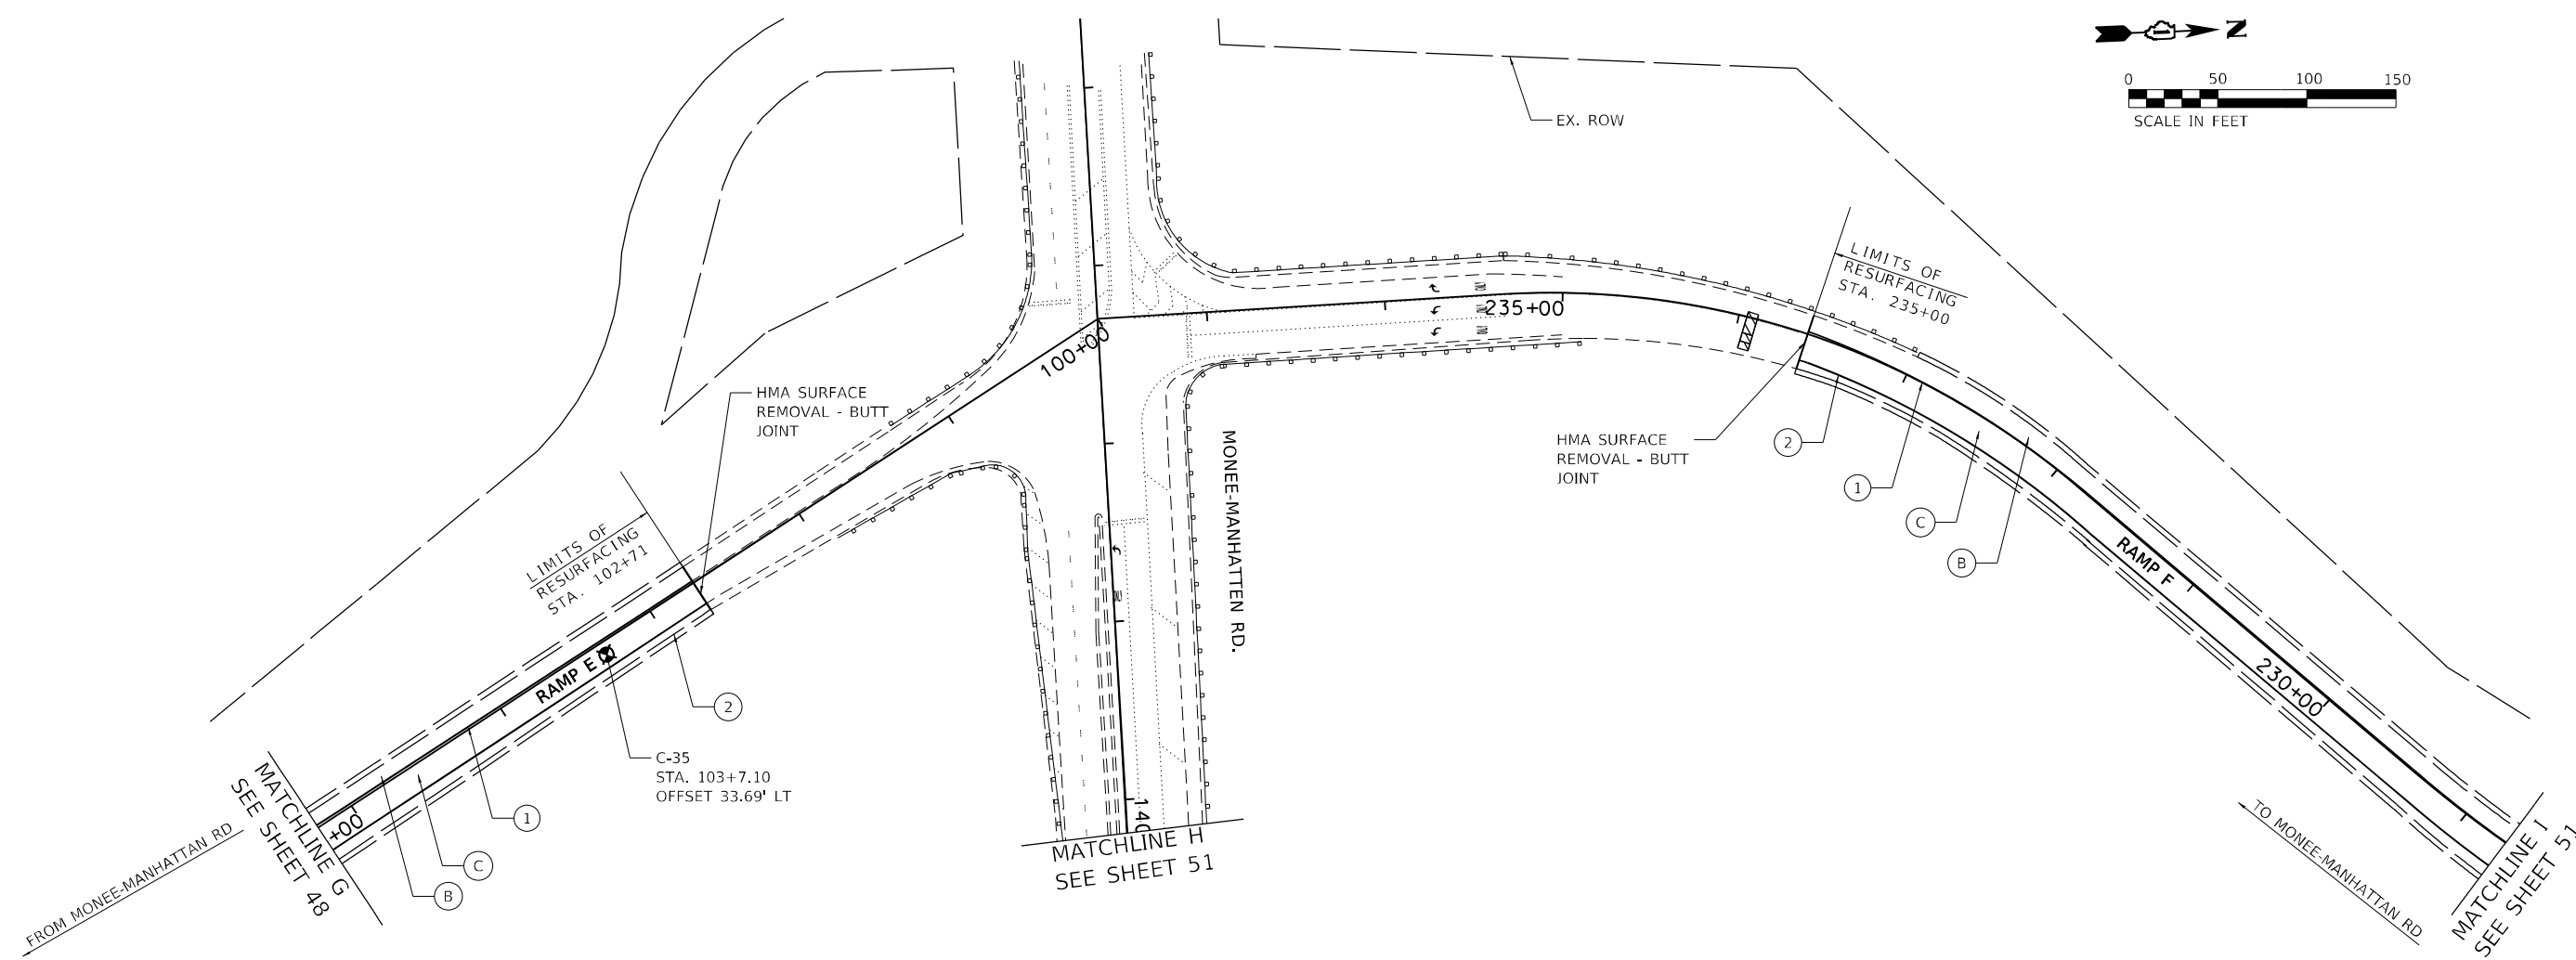 N
0 50 100 150
SCALE IN FEET
EX. ROW
LIMITS OF
RESURFACING
STA. 235+00
235+00
100+00
HMA SURFACE
REMOVAL - BUTT
JOINT
HMA SURFACE
REMOVAL - BUTT
JOINT
2
1
C
B
MONEE-MANHATTEN RD.
LIMITS OF
RESURFACING
STA. 102+71
RAMP E
RAMP F
230+00
2
C-35
STA. 103+7.10
OFFSET 33.69' LT
1
C
B
+00
MATCHLINE G
SEE SHEET 48
FROM MONEE-MANHATTAN RD
140
MATCHLINE H
SEE SHEET 51
TO MONEE-MANHATTAN RD
MATCHLINE I
SEE SHEET